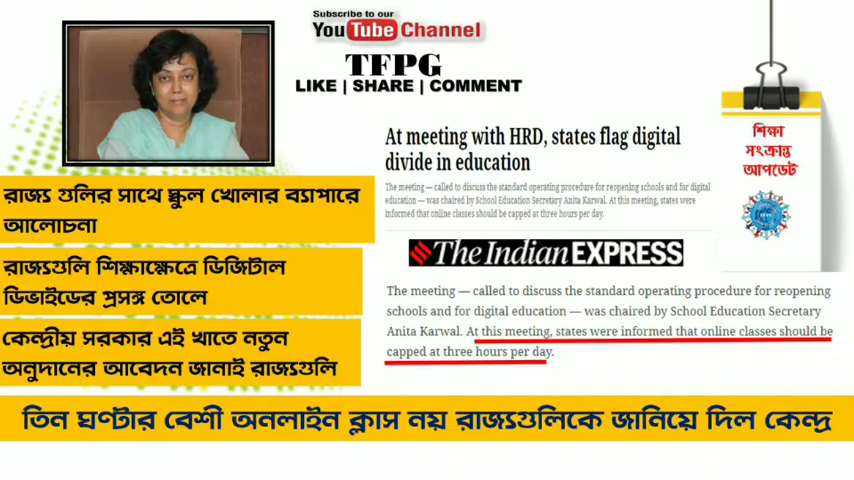 Subscribe to our
YouTube Channel
TFPG
LIKE | SHARE | COMMENT
At meeting with HRD, states flag digital
divide in education
The meeting — called to discuss the standard operating procedure for reopening schools and for digital education
— was chaired by School Education Secretary Anita Karwal. At this meeting, states were
informed that online classes should be capped at three hours per day.
The Indian EXPRESS
The meeting — called to discuss the standard operating procedure for reopening
schools and for digital education — was chaired by School Education Secretary
Anita Karwal. At this meeting, states were informed that online classes should be
capped at three hours per day.
শিক্ষা
সংক্রান্ত
আপডেট
রাজ্য গুলির সাথে স্কুল খোলার ব্যাপারে
আলোচনা
রাজ্যগুলি শিক্ষাক্ষেত্রে ডিজিটাল
ডিভাইডের প্রসঙ্গ তোলে
কেন্দ্রীয় সরকার এই খাতে নতুন
অনুদানের আবেদন জানাই রাজ্যগুলি
তিন ঘণ্টার বেশী অনলাইন ক্লাস নয় রাজ্যগুলিকে জানিয়ে দিল কেন্দ্র